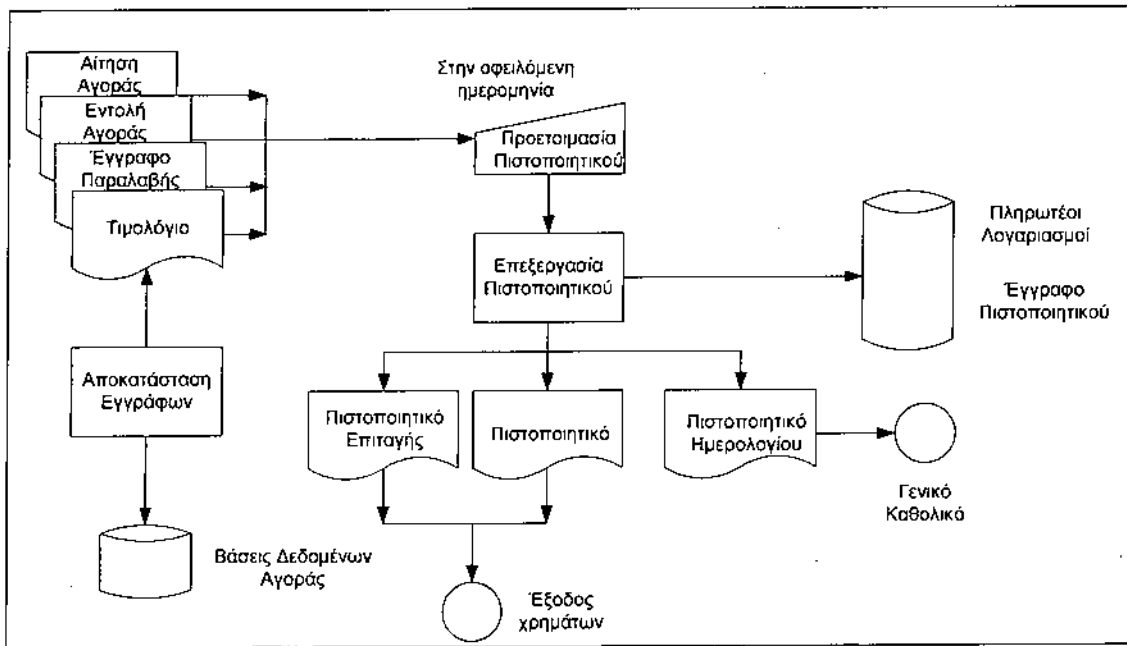 Αίτηση
Αγοράς
Εντολή
Αγοράς
Έγγραφο
Παραλαβής
Τιμολόγιο
Στην οφειλόμενη
ημερομηνία
Προετοιμασία
Πιστοποιητικού
Επεξεργασία
Πιστοποιητικού
Πληρωτέοι
Λογαριασμοί
Έγγραφο
Πιστοποιητικού
Αποκατάσταση
Εγγράφων
Πιστοποιητικό
Επιταγής
Πιστοποιητικό
Πιστοποιητικό
Ημερολογίου
Γενικό
Καθολικό
Βάσεις Δεδομένων
Αγοράς
Έξοδος
χρημάτων